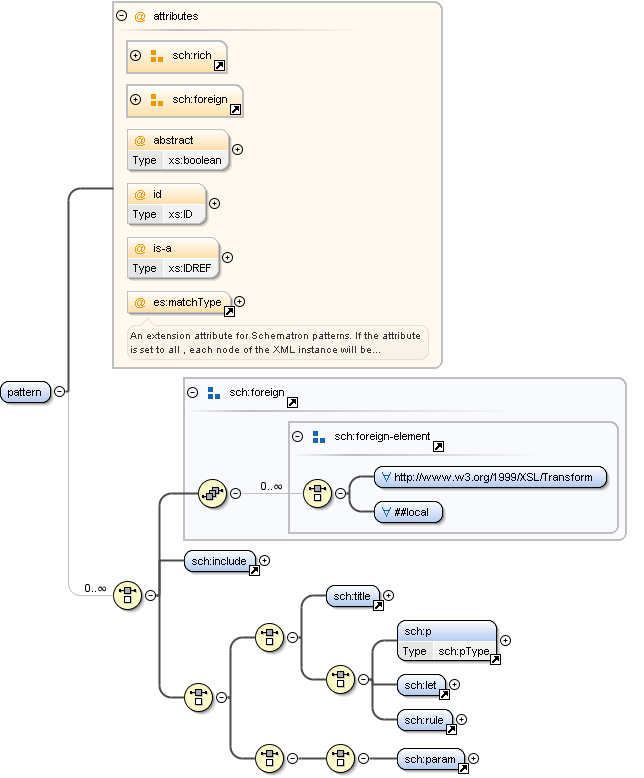 attributes
sch:rich
sch:foreign
abstract
Type xs:boolean
id
Type xs:ID
is-a
Type xs:IDREF
es:matchType
An extension attribute for Schematron patterns. If the attribute
is set to all , each node of the XML instance will be...
pattern
sch:foreign
sch:foreign-element
http://www.w3.org/1999/XSL/Transform
0..∞
##local
sch:include
0..∞
sch:title
sch:p
Type sch:pType
sch:let
sch:rule
sch:param